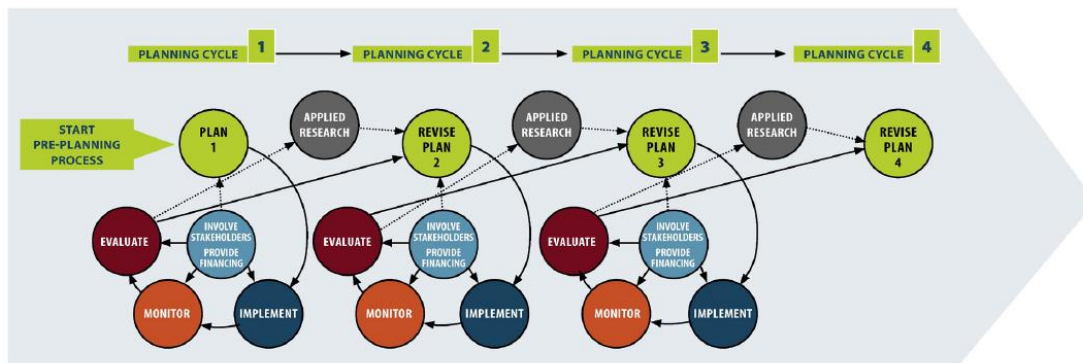 PLANNING CYCLE 1
PLANNING CYCLE 2
PLANNING CYCLE 3
PLANNING CYCLE 4
START
PRE-PLANNING
PROCESS
PLAN
1
APPLIED
RESEARCH
REVISE
PLAN
2
APPLIED
RESEARCH
REVISE
PLAN
3
APPLIED
RESEARCH
REVISE
PLAN
4
EVALUATE
INVOLVE
STAKEHOLDERS
PROVIDE
FINANCING
MONITOR
IMPLEMENT
EVALUATE
INVOLVE
STAKEHOLDERS
PROVIDE
FINANCING
MONITOR
IMPLEMENT
EVALUATE
INVOLVE
STAKEHOLDERS
PROVIDE
FINANCING
MONITOR
IMPLEMENT